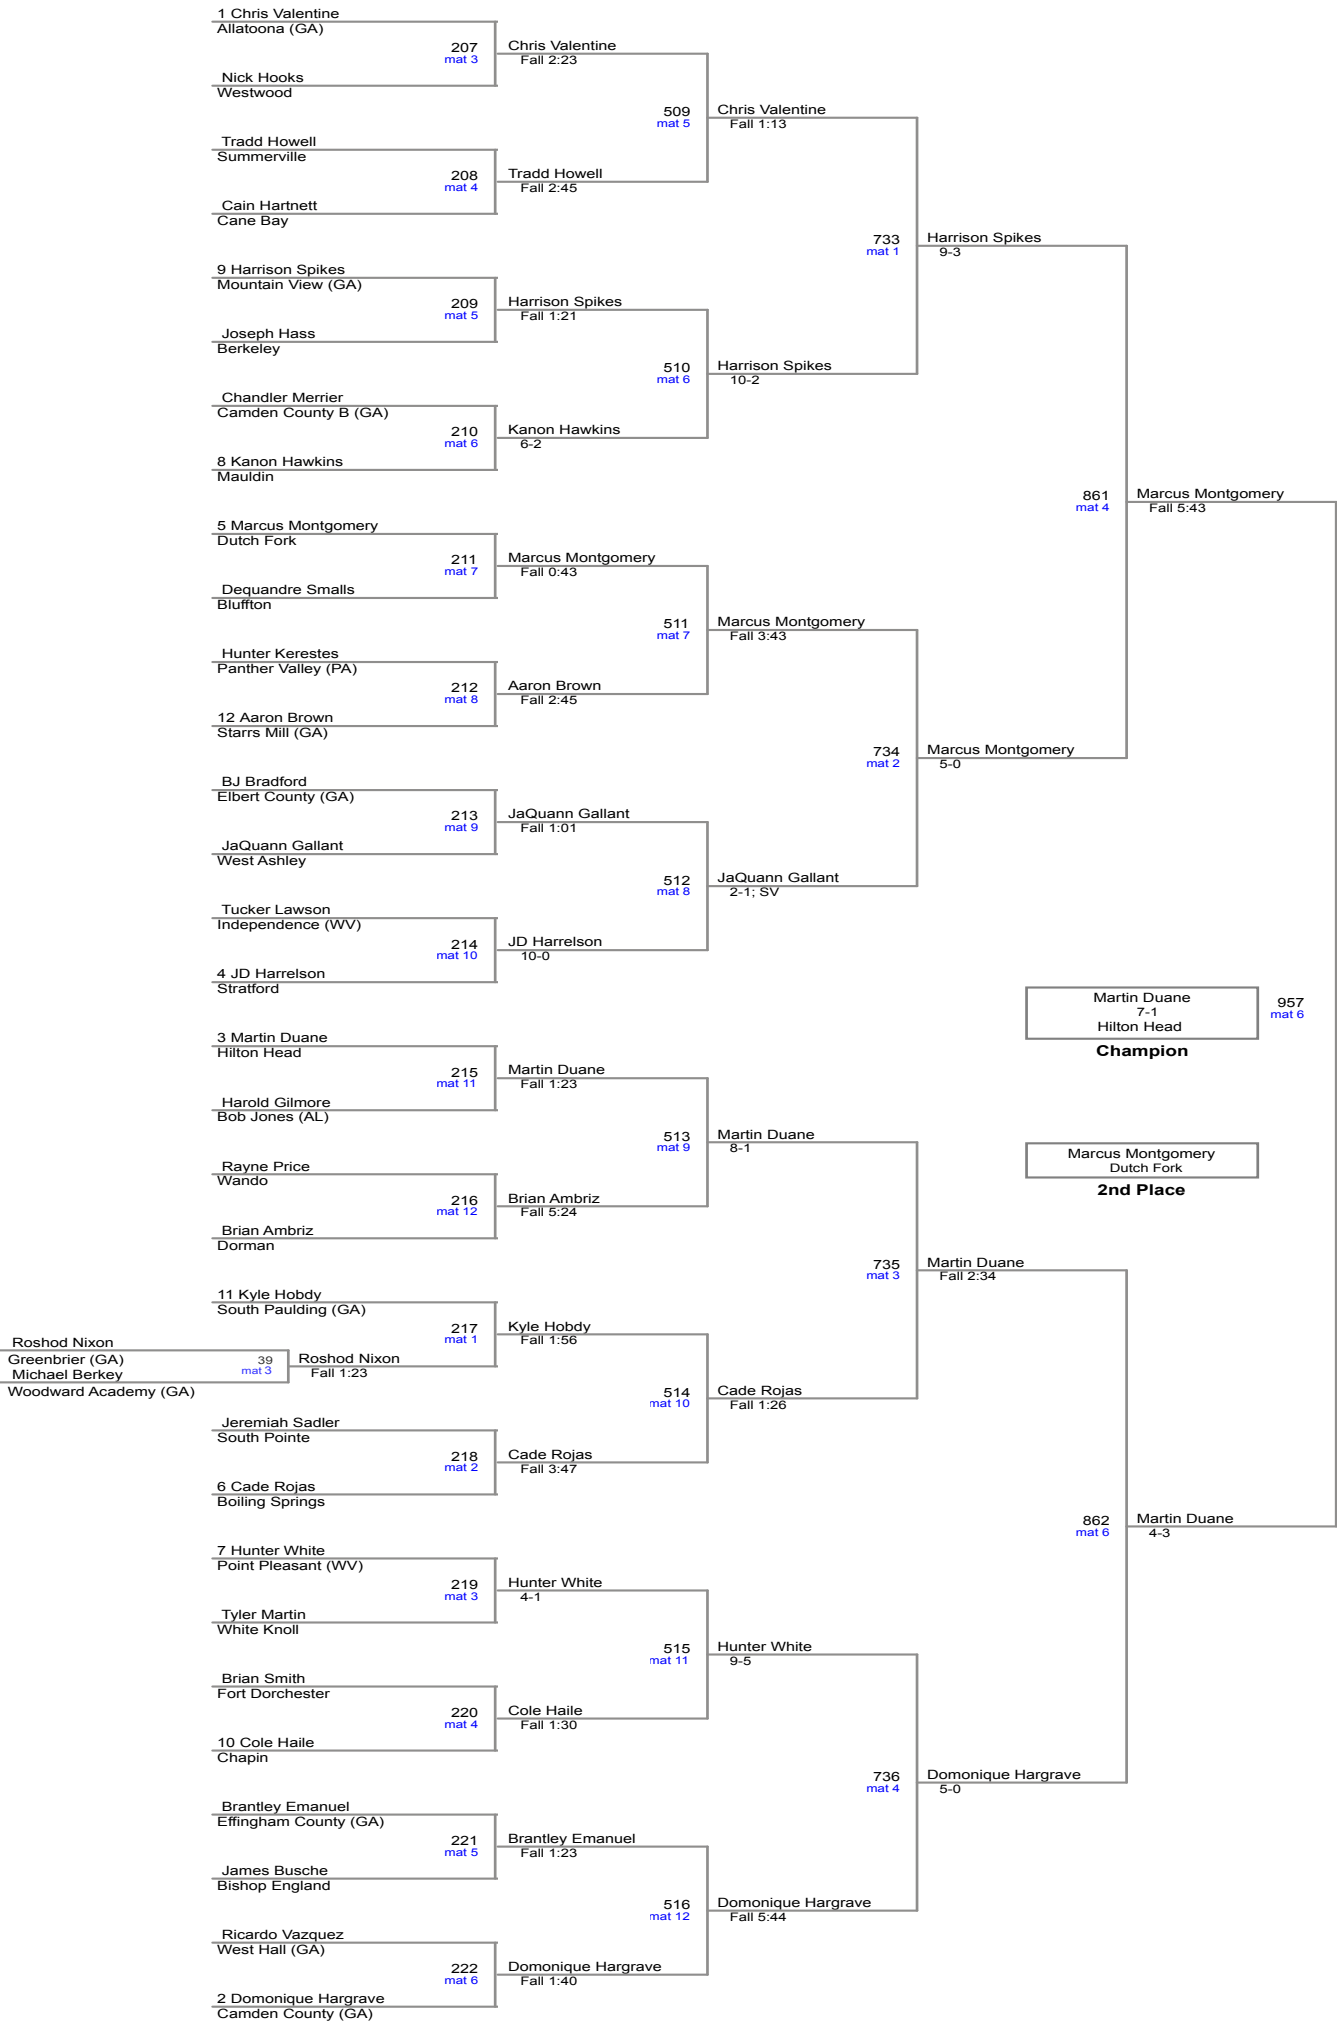 1 Chris Valentine
Allatoona (GA)
207
mat 3
Nick Hooks
Westwood
Chris Valentine
Fall 2:23
509
mat 5
Tradd Howell
Summerville
208
mat 4
Cain Hartnett
Cane Bay
Tradd Howell
Fall 2:45
Chris Valentine
Fall 1:13
733
mat 1
9 Harrison Spikes
Mountain View (GA)
209
mat 5
Joseph Hass
Berkeley
Harrison Spikes
Fall 1:21
510
mat 6
Chandler Merrier
Camden County B (GA)
210
mat 6
8 Kanon Hawkins
Mauldin
Kanon Hawkins
6-2
Harrison Spikes
10-2
Harrison Spikes
9-3
861
mat 4
5 Marcus Montgomery
Dutch Fork
211
mat 7
Dequandre Smalls
Bluffton
Marcus Montgomery
Fall 0:43
511
mat 7
Hunter Kerestes
Panther Valley (PA)
212
mat 8
12 Aaron Brown
Starrs Mill (GA)
Aaron Brown
Fall 2:45
Marcus Montgomery
Fall 3:43
734
mat 2
BJ Bradford
Elbert County (GA)
213
mat 9
JaQuann Gallant
West Ashley
JaQuann Gallant
Fall 1:01
512
mat 8
Tucker Lawson
Independence (WV)
214
mat 10
4 JD Harrelson
Stratford
JD Harrelson
10-0
JaQuann Gallant
2-1; SV
Marcus Montgomery
5-0
Marcus Montgomery
Fall 5:43
Martin Duane
7-1
Hilton Head
Champion
957
mat 6
Marcus Montgomery
Dutch Fork
2nd Place
3 Martin Duane
Hilton Head
215
mat 11
Harold Gilmore
Bob Jones (AL)
Martin Duane
Fall 1:23
513
mat 9
Rayne Price
Wando
216
mat 12
Brian Ambriz
Dorman
Brian Ambriz
Fall 5:24
Martin Duane
8-1
735
mat 3
11 Kyle Hobdy
South Paulding (GA)
217
mat 1
Roshod Nixon
Greenbrier (GA)
39
mat 3
Michael Berkey
Woodward Academy (GA)
Roshod Nixon
Fall 1:23
Kyle Hobdy
Fall 1:56
514
mat 10
Jeremiah Sadler
South Pointe
218
mat 2
6 Cade Rojas
Boiling Springs
Cade Rojas
Fall 3:47
Cade Rojas
Fall 1:26
Martin Duane
Fall 2:34
862
mat 6
7 Hunter White
Point Pleasant (WV)
219
mat 3
Tyler Martin
White Knoll
Hunter White
4-1
515
mat 11
Brian Smith
Fort Dorchester
220
mat 4
10 Cole Haile
Chapin
Cole Haile
Fall 1:30
Hunter White
9-5
736
mat 4
Brantley Emanuel
Effingham County (GA)
221
mat 5
James Busche
Bishop England
Brantley Emanuel
Fall 1:23
516
mat 12
Ricardo Vazquez
West Hall (GA)
222
mat 6
2 Domonique Hargrave
Camden County (GA)
Domonique Hargrave
Fall 1:40
Domonique Hargrave
Fall 5:44
Domonique Hargrave
5-0
Martin Duane
4-3